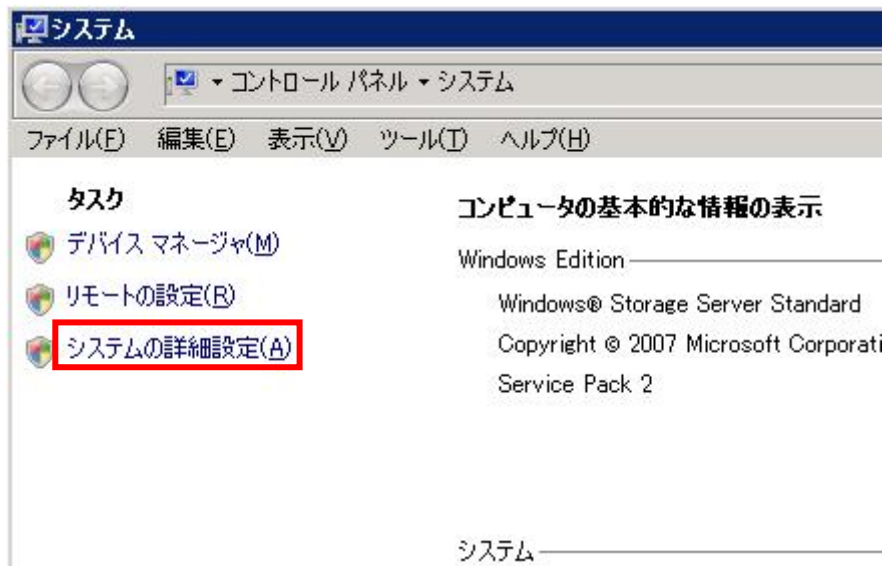 システム
コントロール パネル ▾ システム
ファイル(F) 編集(E) 表示(V) ツール(T) ヘルプ(H)
タスク
デバイス マネージャ(M)
リモートの設定(R)
システムの詳細設定(A)
コンピュータの基本的な情報の表示
Windows Edition
Windows® Storage Server Standard
Copyright © 2007 Microsoft Corporati
Service Pack 2
システム